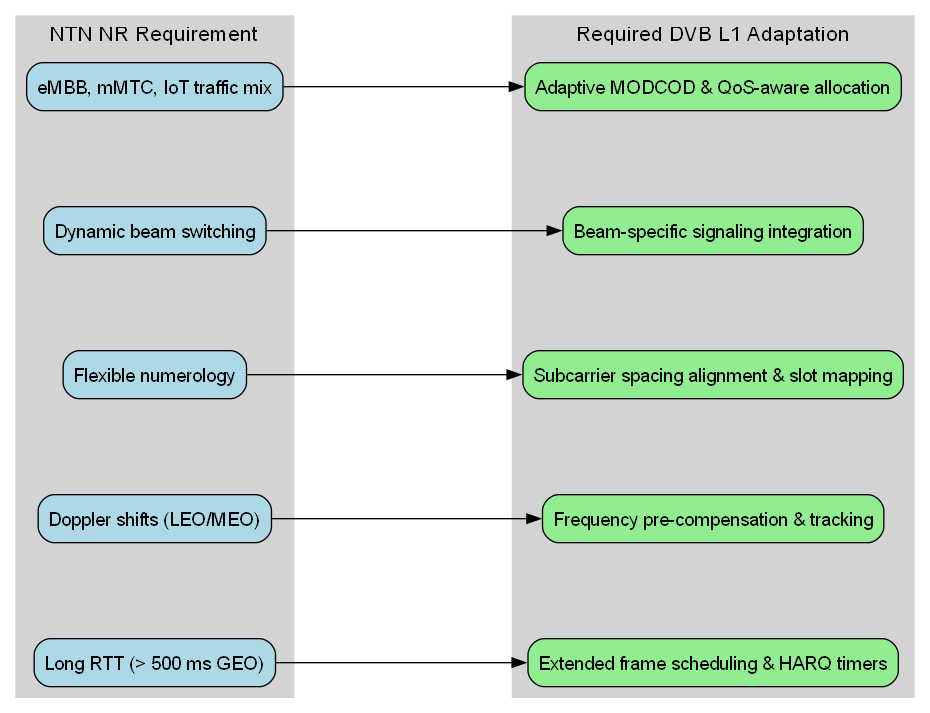 NTN NR Requirement
Required DVB L1 Adaptation
eMBB, mMTC, IoT traffic mix
Adaptive MODCOD & QoS-aware allocation
Dynamic beam switching
Beam-specific signaling integration
Flexible numerology
Subcarrier spacing alignment & slot mapping
Doppler shifts (LEO/MEO)
Frequency pre-compensation & tracking
Long RTT (> 500 ms GEO)
Extended frame scheduling & HARQ timers